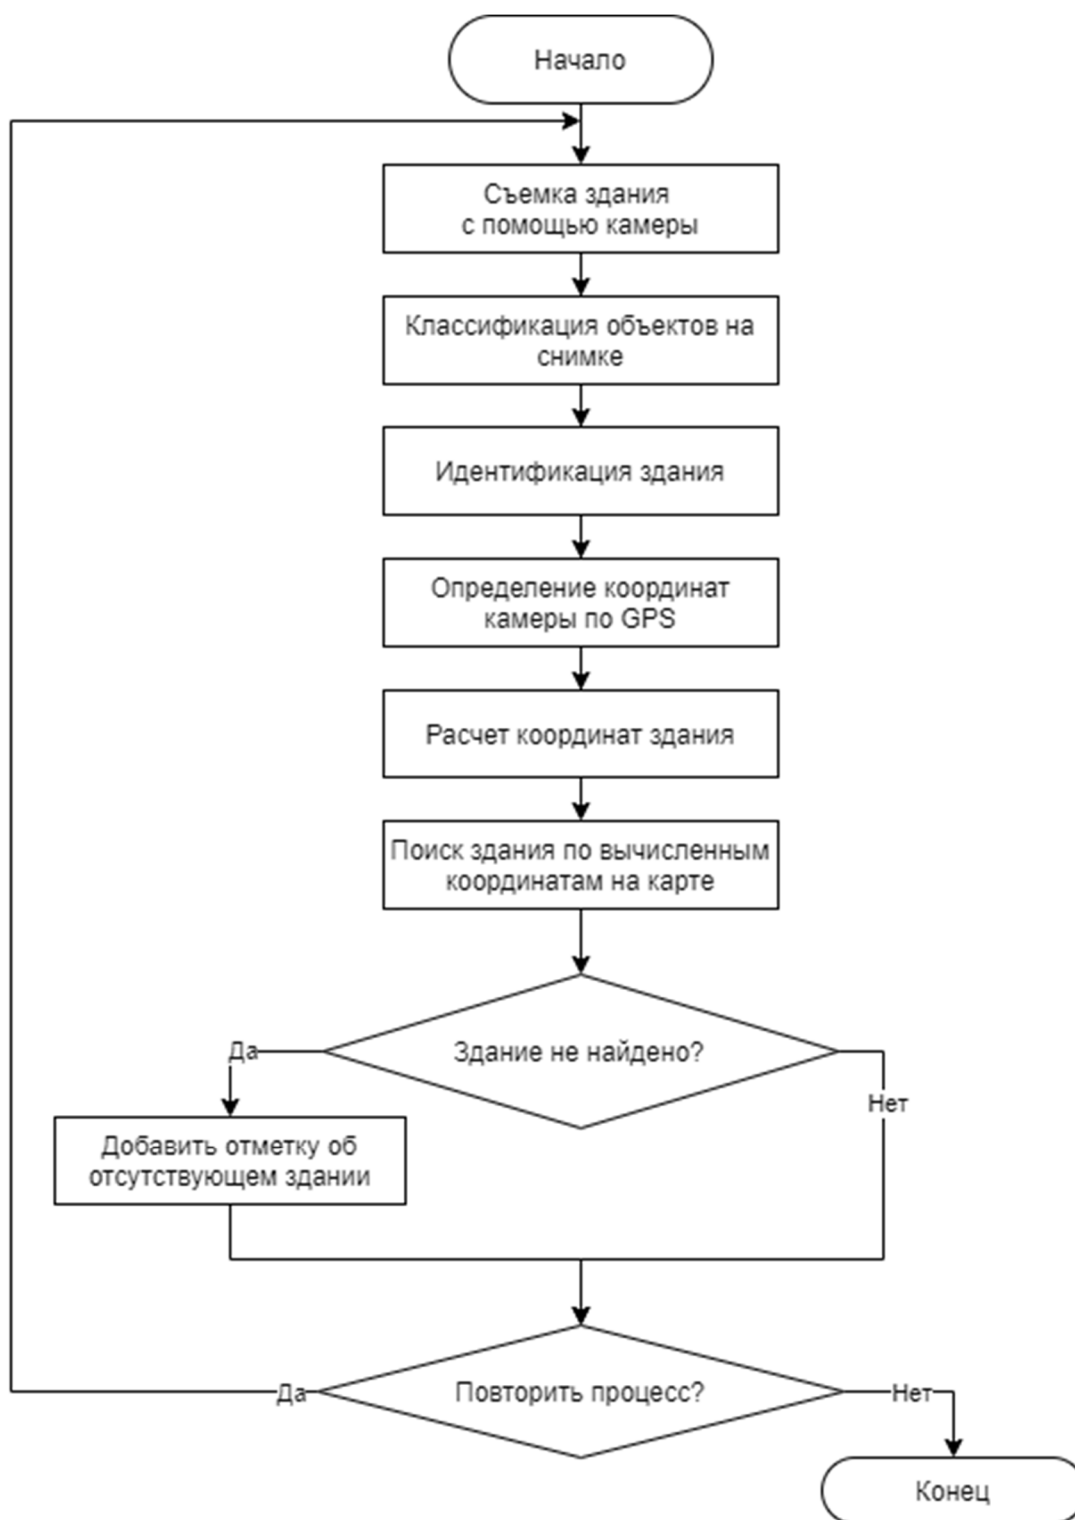 Начало
Съемка здания
с помощью камеры
Классификация объектов на
снимке
Идентификация здания
Определение координат
камеры по GPS
Расчет координат здания
Поиск здания по вычисленным
координатам на карте
Здание не найдено?
Да
Нет
Добавить отметку об
отсутствующем здании
Повторить процесс?
Да
Нет
Конец